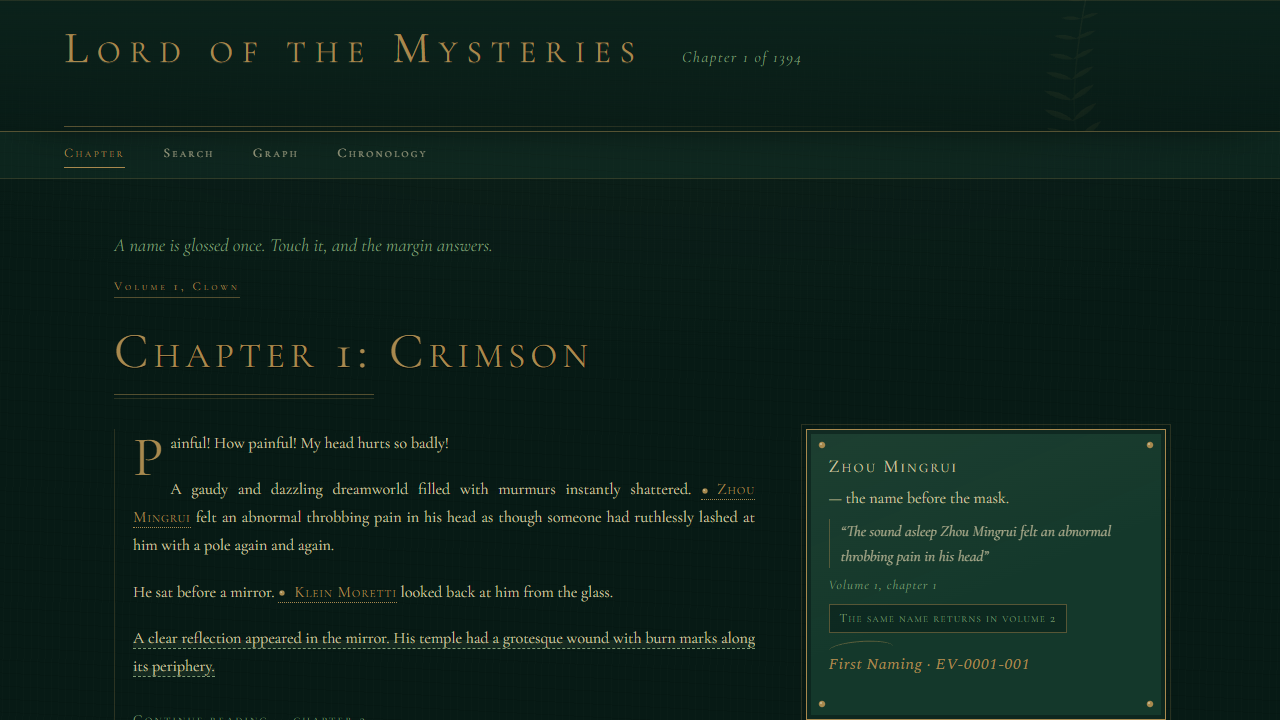 Lord of the Mysteries
Chapter 1 of 1394
Chapter Search Graph Chronology
A name is glossed once. Touch it, and the margin answers.
Volume 1, Clown
Chapter 1: Crimson
Painful! How painful! My head hurts so badly!
A gaudy and dazzling dreamworld filled with murmurs instantly shattered. Zhou
Mingrui felt an abnormal throbbing pain in his head as though someone had ruthlessly lashed at
him with a pole again and again.
He sat before a mirror. Klein Moretti looked back at him from the glass.
A clear reflection appeared in the mirror. His temple had a grotesque wound with burn marks along
its periphery.
Zhou Mingrui
— the name before the mask.
“The sound asleep Zhou Mingrui felt an abnormal
throbbing pain in his head”
Volume 1, chapter 1
The same name returns in volume 2
First Naming · EV-0001-001